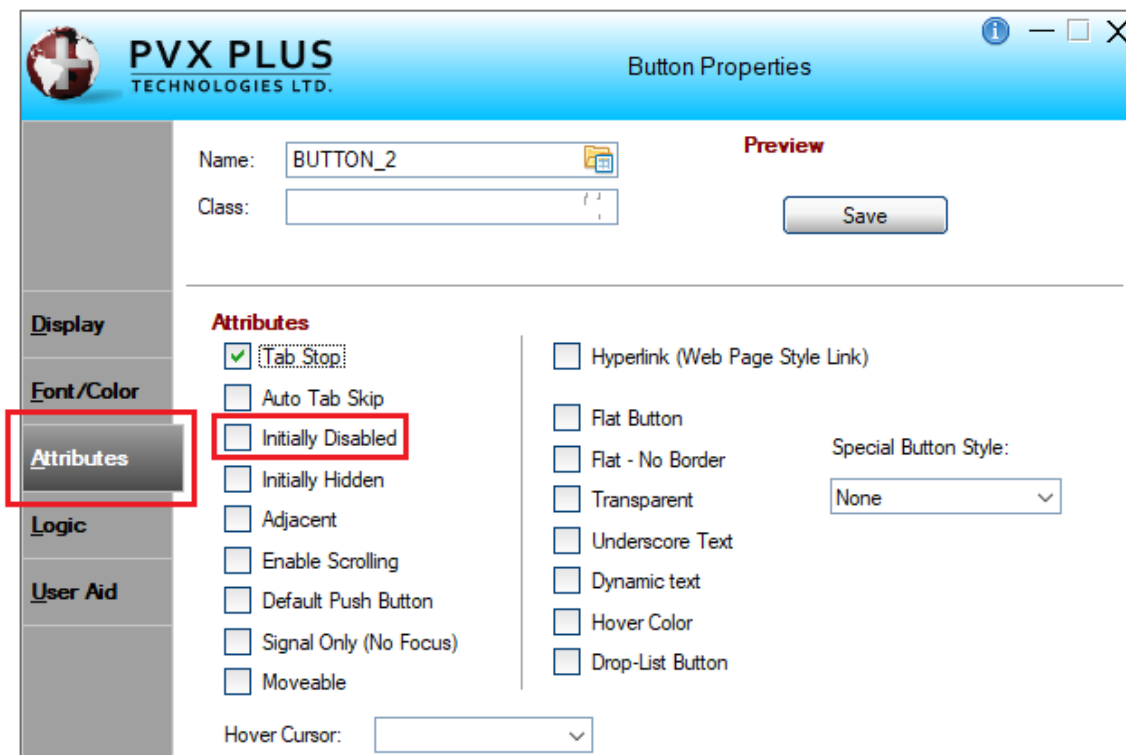 PVX PLUS
TECHNOLOGIES LTD.
Button Properties
Name:
BUTTON_2
Class:
Preview
Save
Display
Font/Color
Attributes
Logic
User Aid
Attributes
Tab Stop
Auto Tab Skip
Initially Disabled
Initially Hidden
Adjacent
Enable Scrolling
Default Push Button
Signal Only (No Focus)
Moveable
Hyperlink (Web Page Style Link)
Flat Button
Flat - No Border
Transparent
Underscore Text
Dynamic text
Hover Color
Drop-List Button
Special Button Style:
None
Hover Cursor: